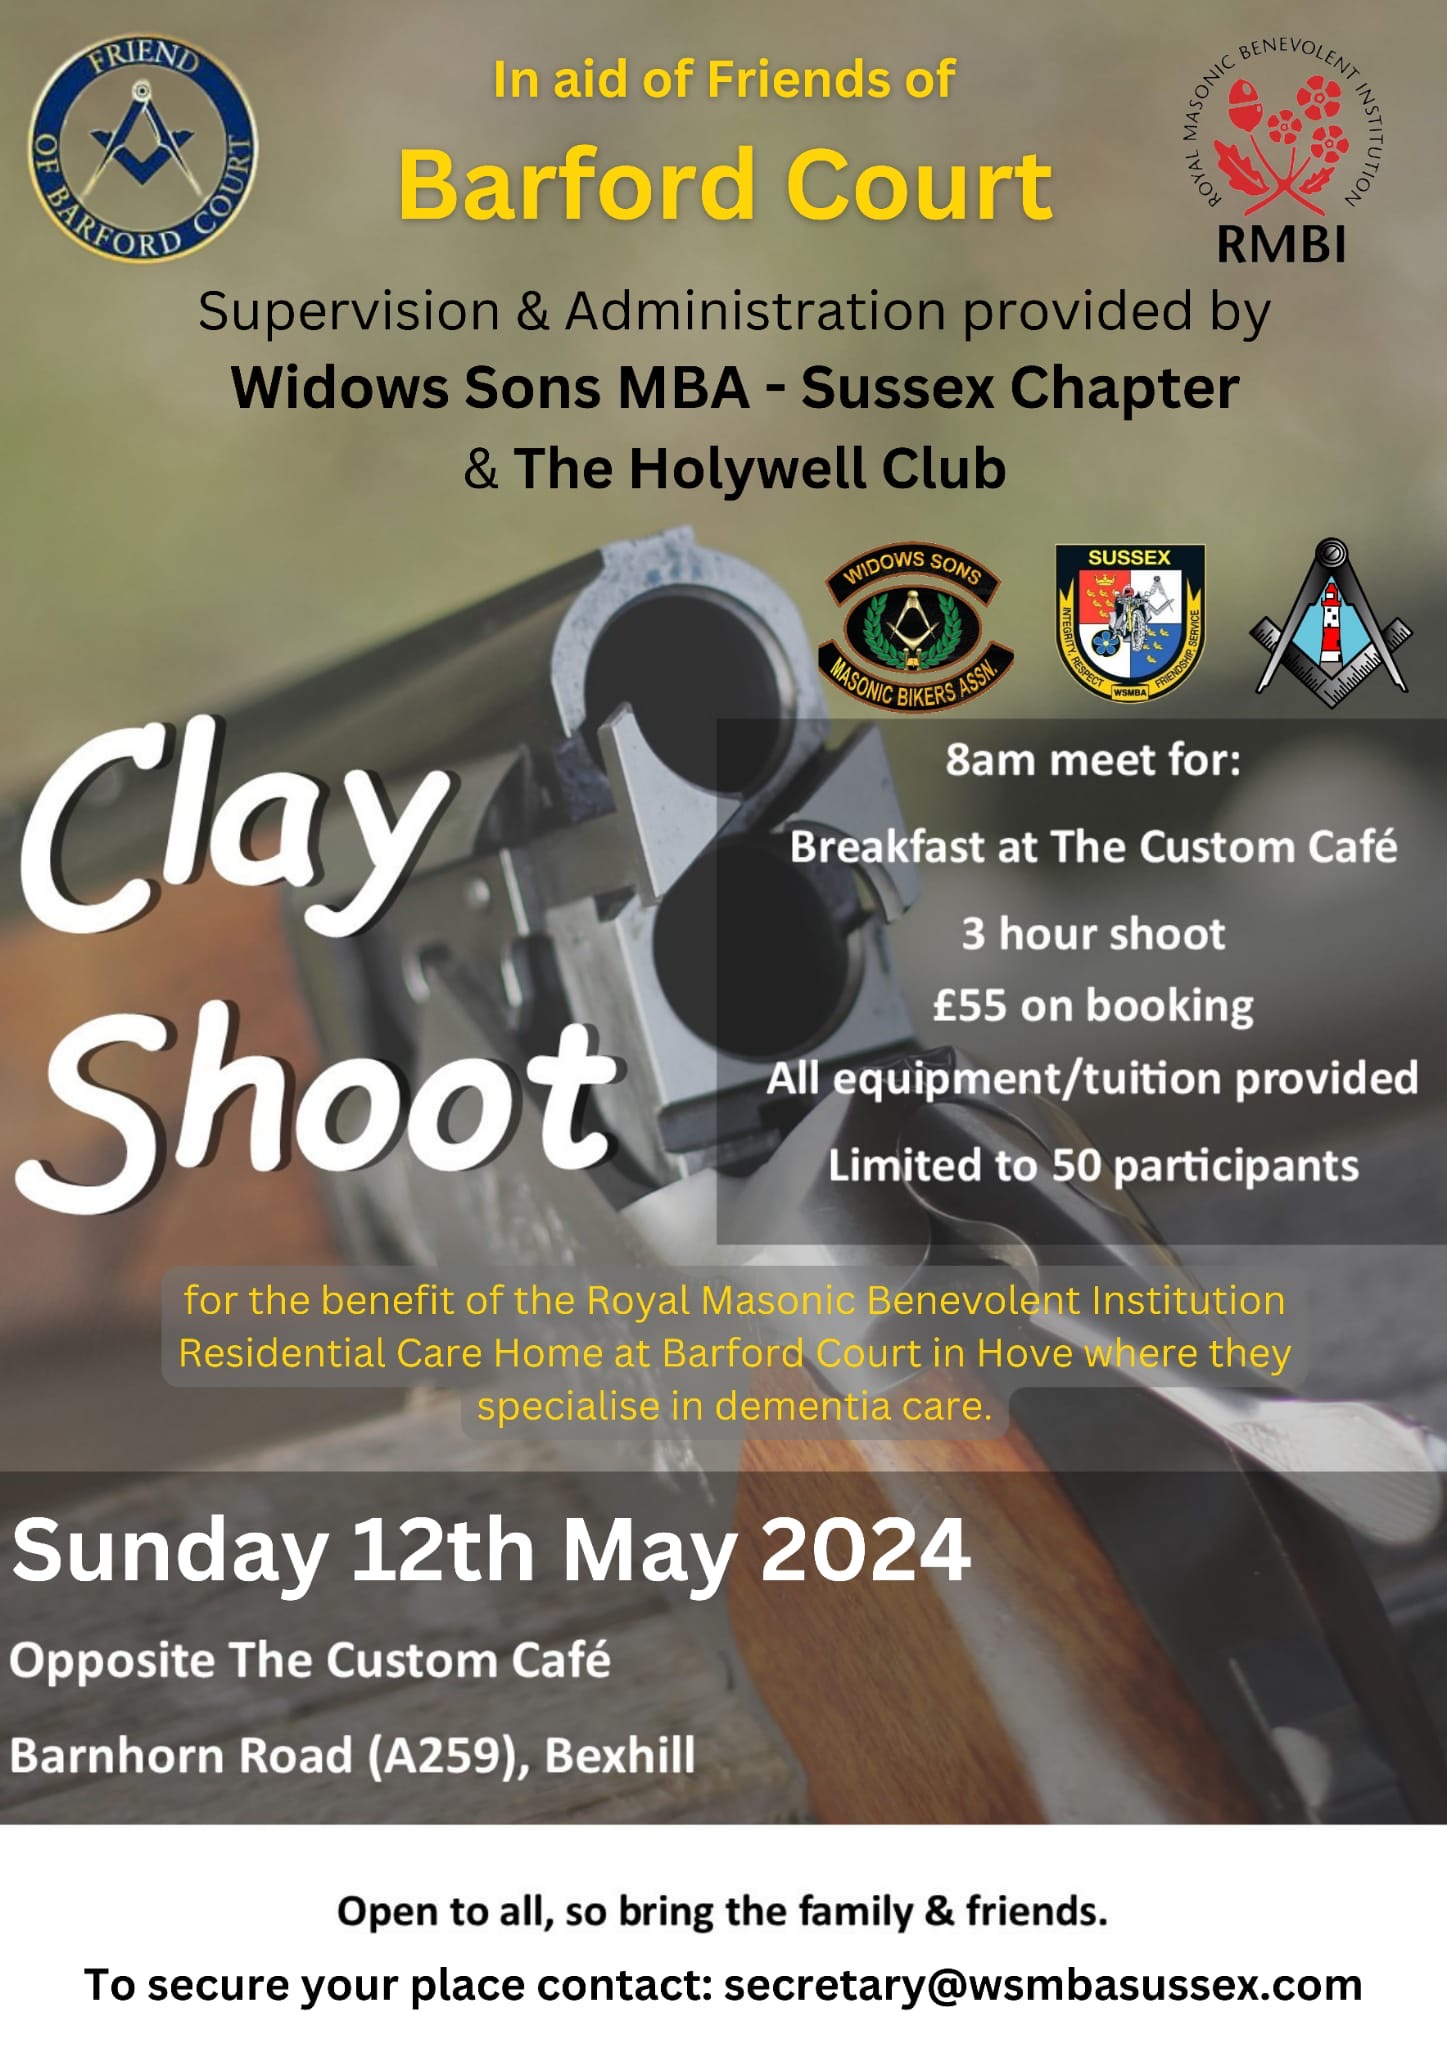 FRIEND
OF BARFORD COURT
In aid of Friends of
Barford Court
ROYAL MASONIC BENEVOLENT INSTITUTION
RMBI
Supervision & Administration provided by
Widows Sons MBA - Sussex Chapter
& The Holywell Club
WIDOWS SONS
MASONIC BIKERS ASSN.
SUSSEX
INTEGRITY, RESPECT
FRIENDSHIP, SERVICE
WSMBA
Clay
Shoot
8am meet for:
Breakfast at The Custom Café
3 hour shoot
£55 on booking
All equipment/tuition provided
Limited to 50 participants
for the benefit of the Royal Masonic Benevolent Institution
Residential Care Home at Barford Court in Hove where they
specialise in dementia care.
Sunday 12th May 2024
Opposite The Custom Café
Barnhorn Road (A259), Bexhill
Open to all, so bring the family & friends.
To secure your place contact: secretary@wsmbasussex.com